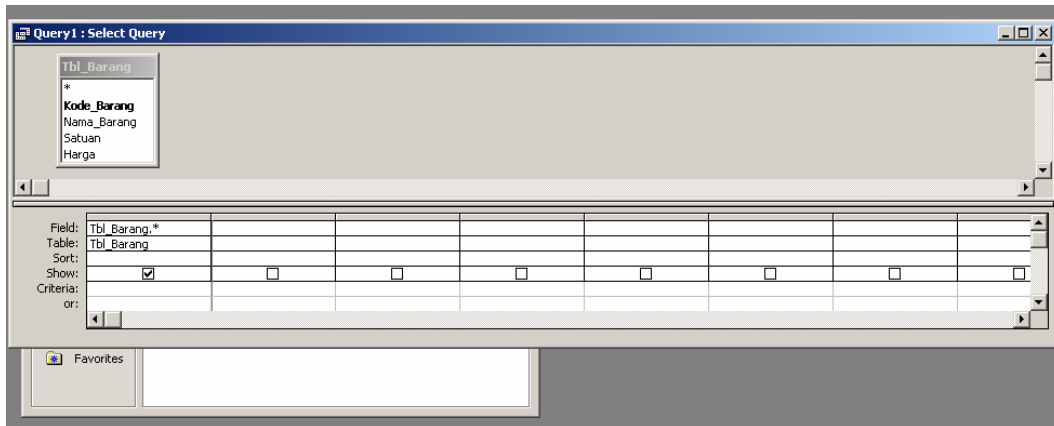 Query1 : Select Query
Tbl_Barang
*
Kode_Barang
Nama_Barang
Satuan
Harga
Field: Tbl_Barang.*
Table: Tbl_Barang
Sort:
Show:
Criteria:
or:
Favorites